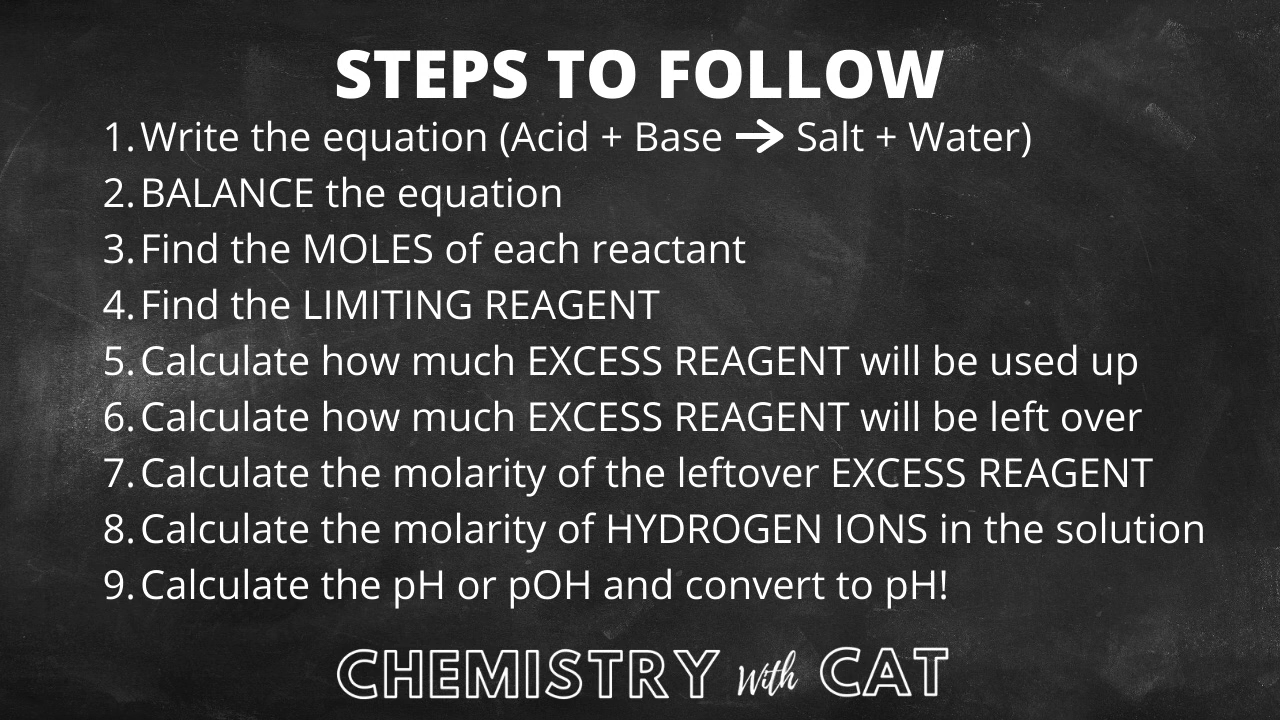 STEPS TO FOLLOW
1. Write the equation (Acid + Base → Salt + Water)
2. BALANCE the equation
3. Find the MOLES of each reactant
4. Find the LIMITING REAGENT
5. Calculate how much EXCESS REAGENT will be used up
6. Calculate how much EXCESS REAGENT will be left over
7. Calculate the molarity of the leftover EXCESS REAGENT
8. Calculate the molarity of HYDROGEN IONS in the solution
9. Calculate the pH or pOH and convert to pH!
CHEMISTRY With CAT